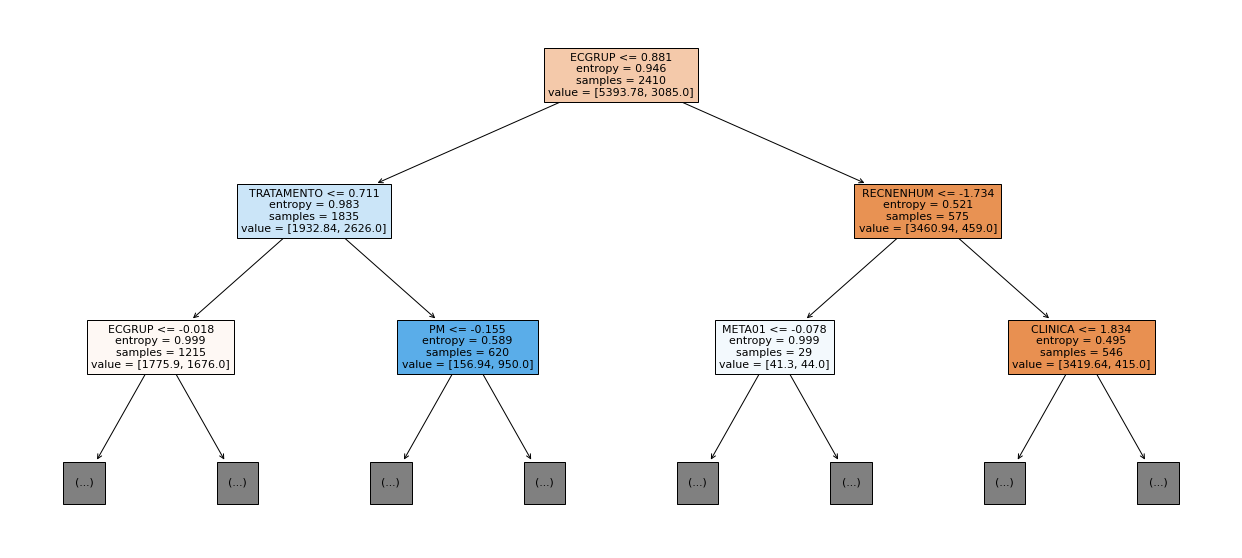 ECGRUP <= 0.881
entropy = 0.946
samples = 2410
value = [5393.78, 3085.0]
TRATAMENTO <= 0.711
entropy = 0.983
samples = 1835
value = [1932.84, 2626.0]
RECNENHUM <= -1.734
entropy = 0.521
samples = 575
value = [3460.94, 459.0]
ECGRUP <= -0.018
entropy = 0.999
samples = 1215
value = [1775.9, 1676.0]
PM <= -0.155
entropy = 0.589
samples = 620
value = [156.94, 950.0]
META01 <= -0.078
entropy = 0.999
samples = 29
value = [41.3, 44.0]
CLINICA <= 1.834
entropy = 0.495
samples = 546
value = [3419.64, 415.0]
(...)
(...)
(...)
(...)
(...)
(...)
(...)
(...)